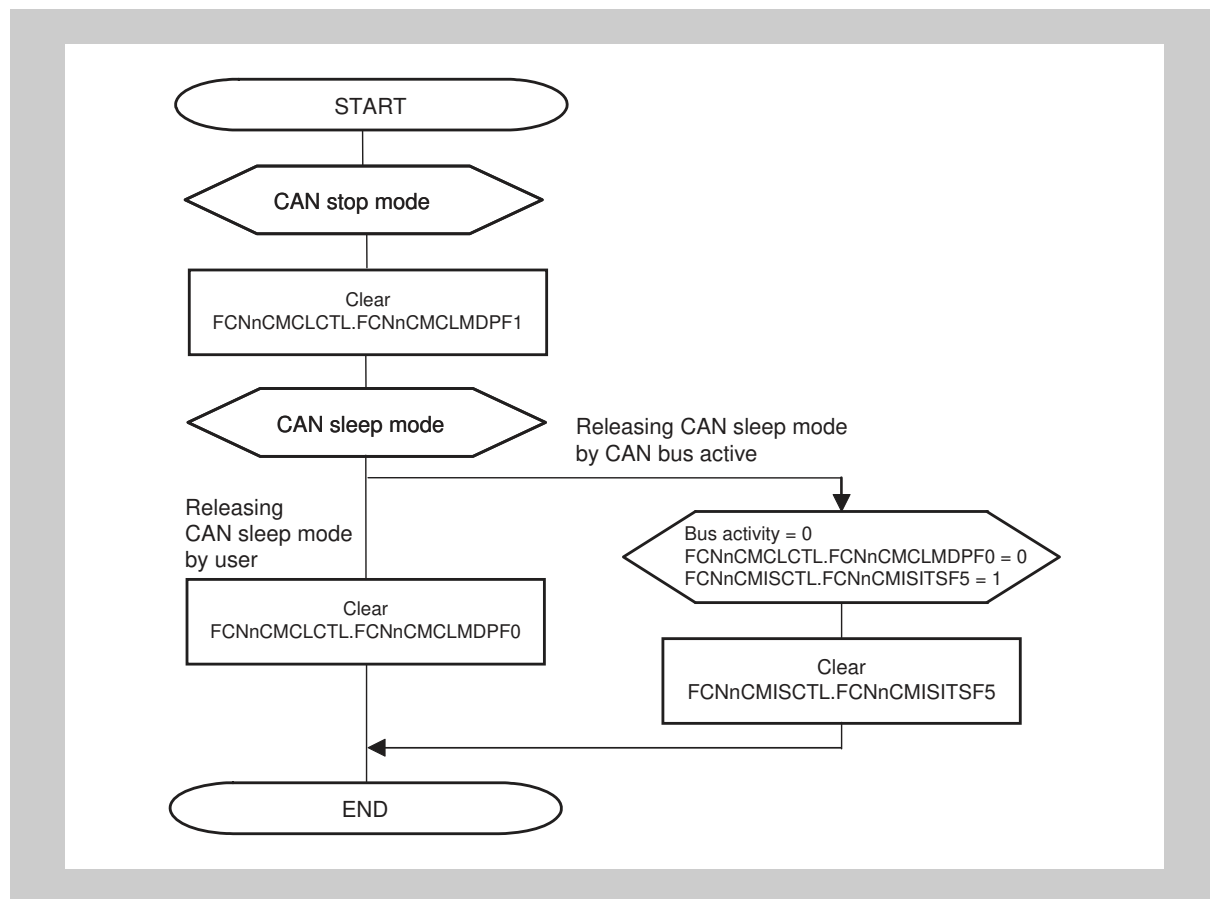 START
CAN stop mode
Clear
FCNnCMCLCTL.FCNnCMCLMDPF1
CAN sleep mode
Releasing CAN sleep mode
by CAN bus active
Releasing
CAN sleep mode
by user
Bus activity = 0
FCNnCMCLCTL.FCNnCMCLMDPF0 = 0
FCNnCMISCTL.FCNnCMISITSF5 = 1
Clear
FCNnCMCLCTL.FCNnCMCLMDPF0
Clear
FCNnCMISCTL.FCNnCMISITSF5
END